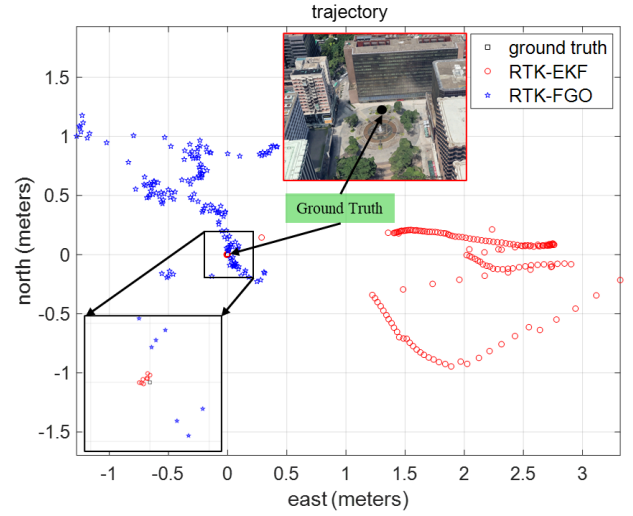 trajectory
ground truth
RTK-EKF
RTK-FGO
Ground Truth
1.5
1
0.5
0
-0.5
-1
-1.5
north (meters)
-1 -0.5 0 0.5 1 1.5 2 2.5 3
east (meters)